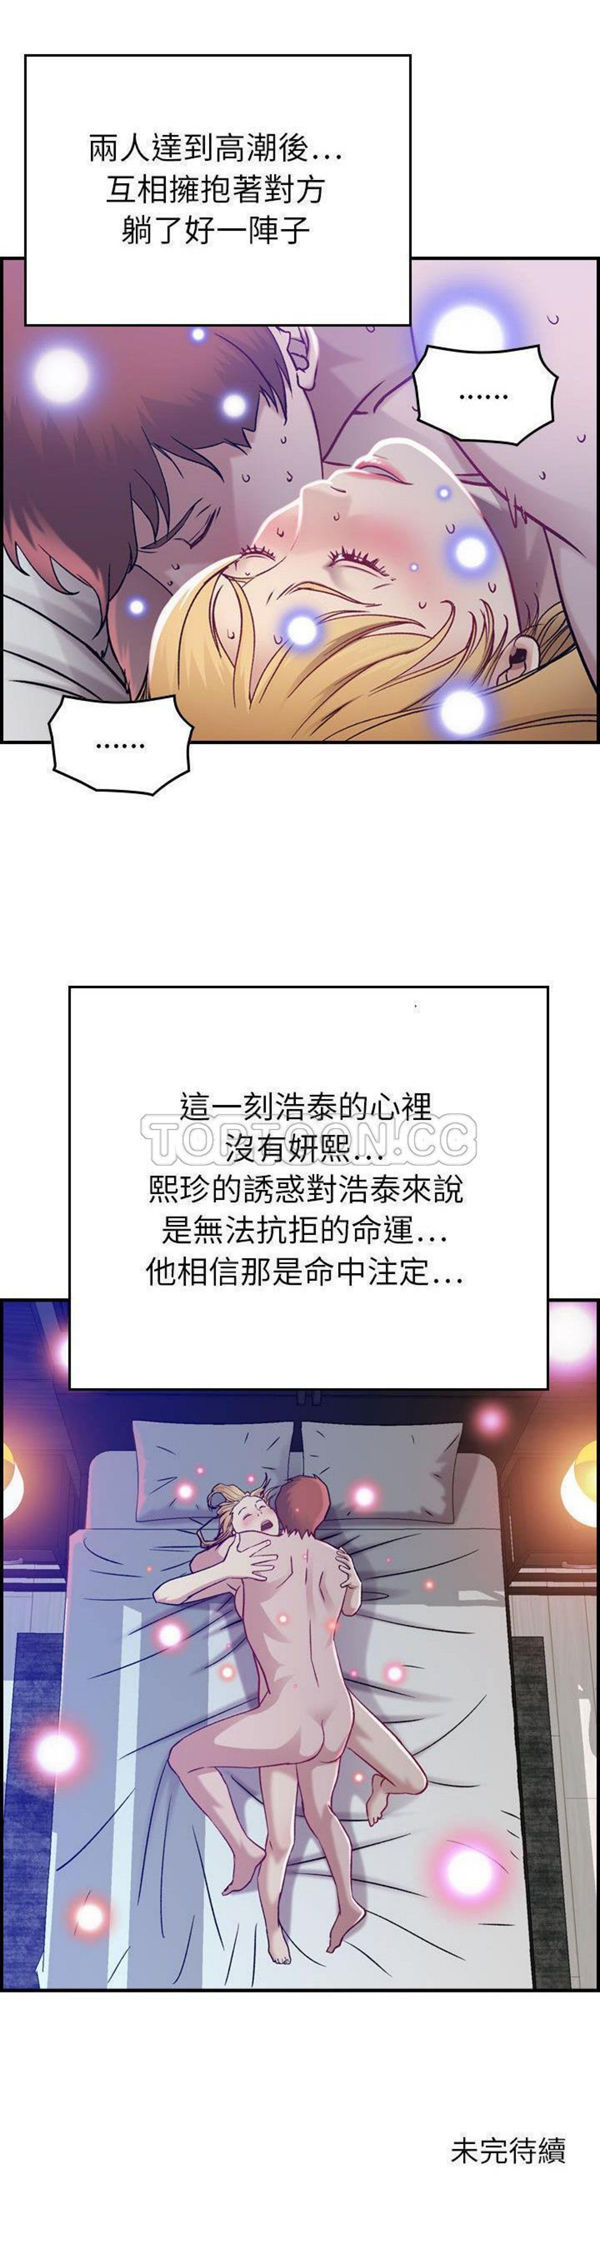 兩人達到高潮後...
互相擁抱著對方
躺了好一陣子
......
......
這一刻浩泰的心裡
沒有妍熙...
TOPTOON.CC
熙珍的誘惑對浩泰來說
是無法抗拒的命運...
他相信那是命中注定...
未完待續